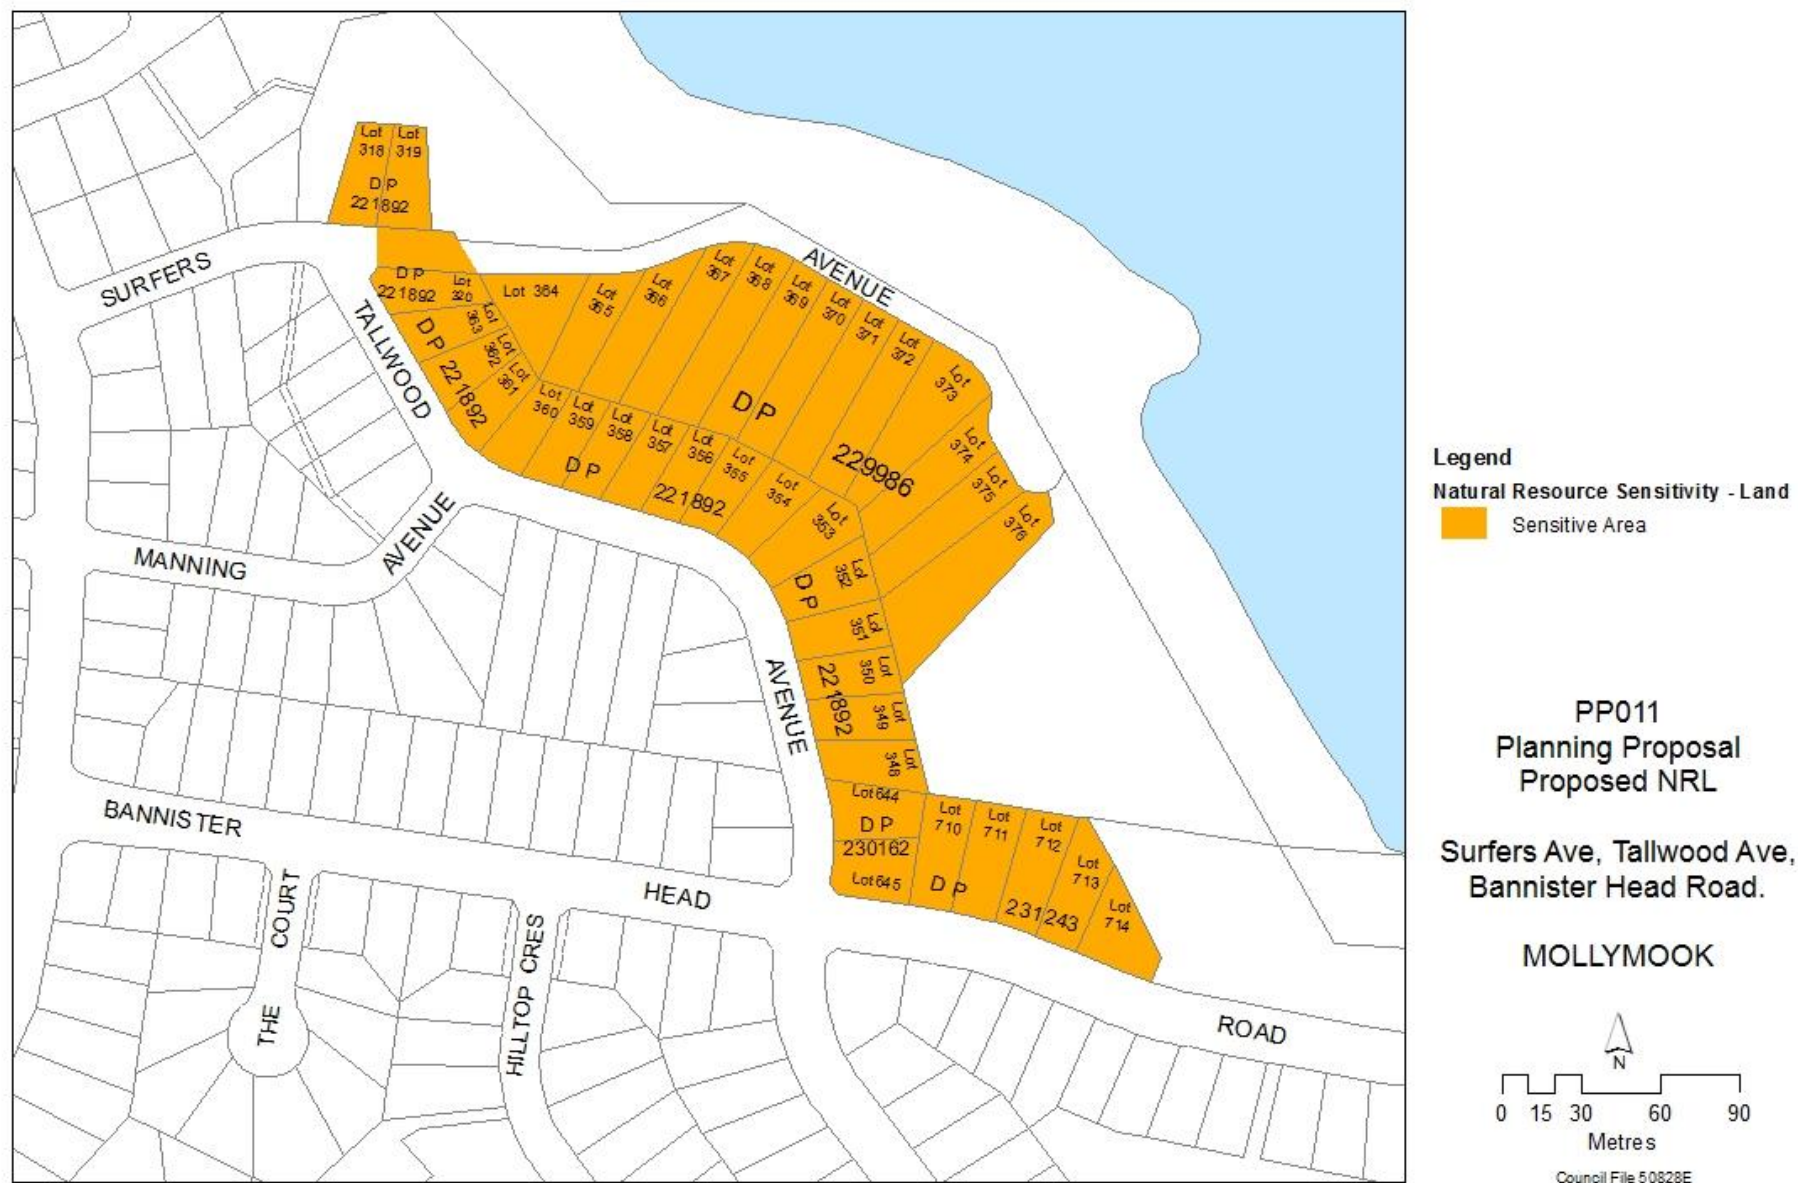 Lot
318
Lot
319
DP
221892
SURFERS
AVENUE
TALLWOOD
DP
221892
Lot
320
Lot 364
Lot
365
Lot
366
Lot
367
Lot
368
Lot
369
Lot
370
Lot
371
Lot
372
Lot
373
Lot
374
Lot
375
Lot
376
DP
229986
Lot
363
Lot
362
Lot
361
DP
221892
Lot
360
Lot
359
Lot
358
Lot
357
Lot
356
Lot
355
Lot
354
Lot
353
DP
221892
AVENUE
MANNING
Lot
352
Lot
351
Lot
350
Lot
349
Lot
348
DP
221892
AVENUE
Lot 644
DP
230162
Lot 645
Lot
710
Lot
711
Lot
712
Lot
713
Lot
714
DP
231243
BANNISTER
HEAD
ROAD
THE COURT
HILLTOP CRES
Legend
Natural Resource Sensitivity - Land
Sensitive Area
PP011
Planning Proposal
Proposed NRL
Surfers Ave, Tallwood Ave,
Bannister Head Road.
MOLLYMOOK
N
0 15 30 60 90
Metres
Council File 50828E